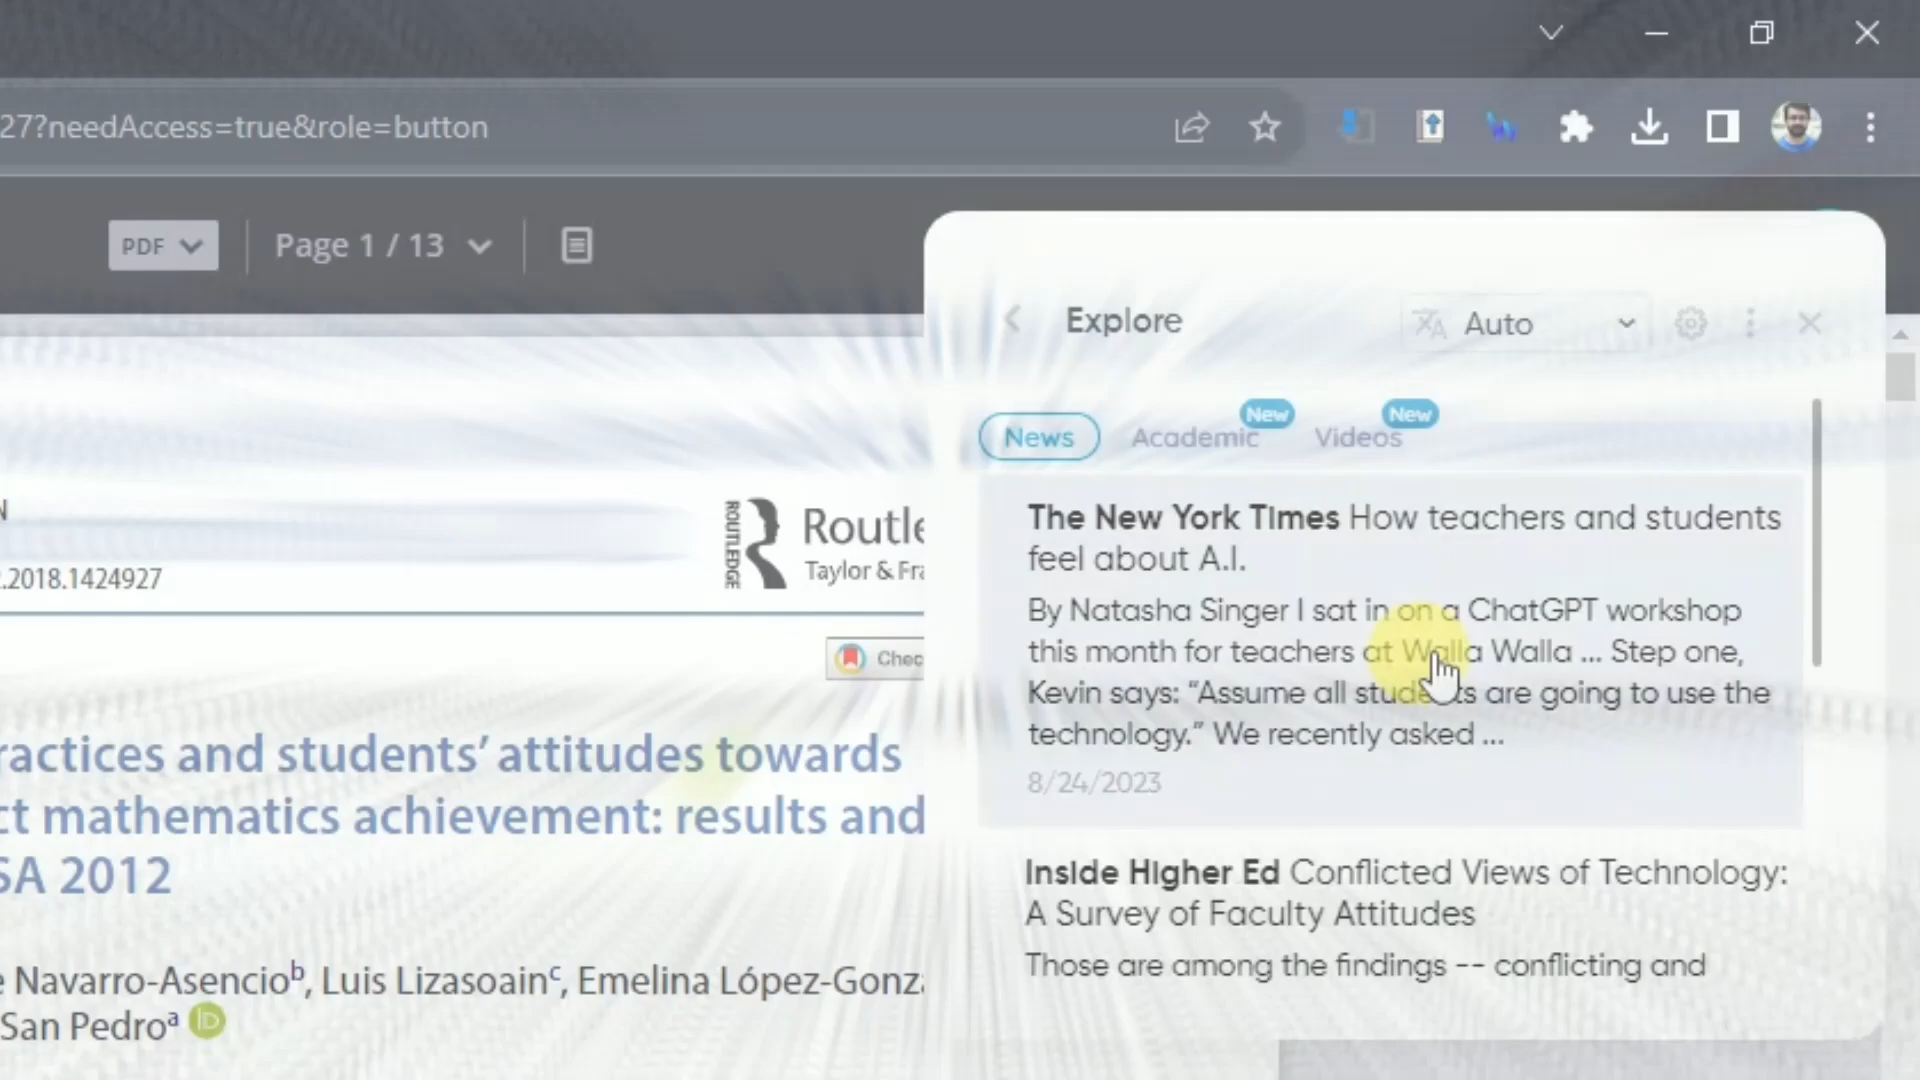 27?needAccess=true&role=button
PDF
Page 1 / 13
Explore
Auto
News
Academic
New
Videos
New
N
.2018.1424927
ROUTLEDGE
Routle
Taylor & Fra
Chec
ractices and students' attitudes towards
ct mathematics achievement: results and
SA 2012
e Navarro-Asenciob, Luis Lizasoainc, Emelina López-Gonz
San Pedroa iD
The New York Times How teachers and students
feel about A.I.
By Natasha Singer I sat in on a ChatGPT workshop
this month for teachers at Walla Walla ... Step one,
Kevin says: “Assume all students are going to use the
technology.” We recently asked ...
8/24/2023
Inside Higher Ed Conflicted Views of Technology:
A Survey of Faculty Attitudes
Those are among the findings -- conflicting and